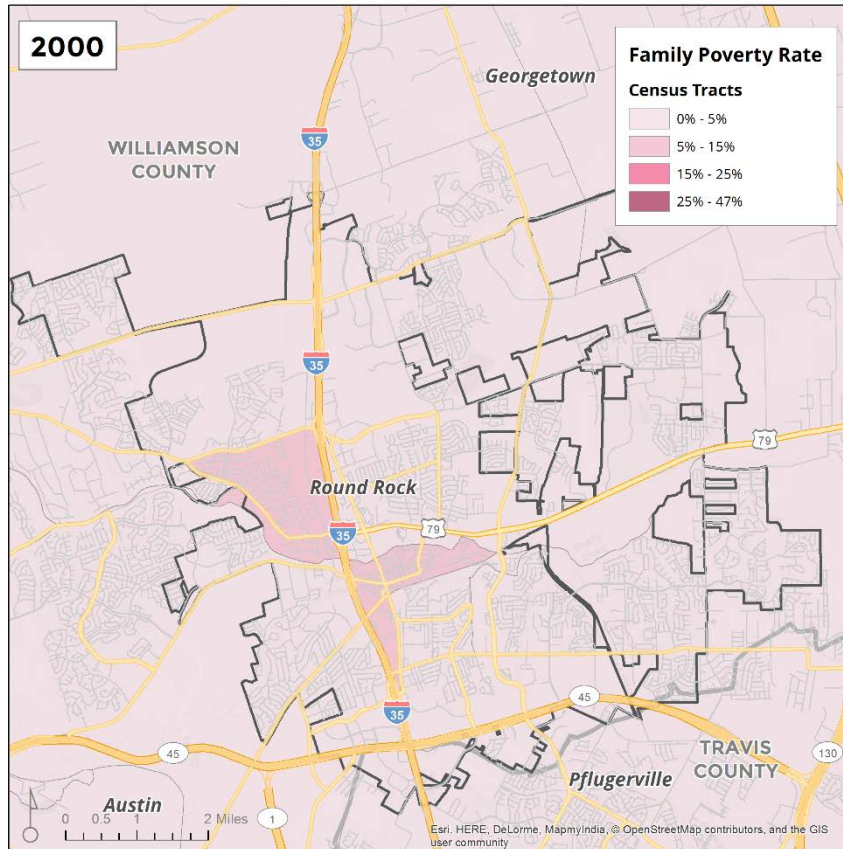 2000
Georgetown
Family Poverty Rate
Census Tracts
0% - 5%
5% - 15%
15% - 25%
25% - 47%
WILLIAMSON
COUNTY
35
35
79
Round Rock
35
79
35
45
45
TRAVIS
COUNTY
130
Pflugerville
Austin
1
0 0.5 1 2 Miles
Esri. HERE, DeLorme, MapmyIndia, © OpenStreetMap contributors, and the GIS
user community